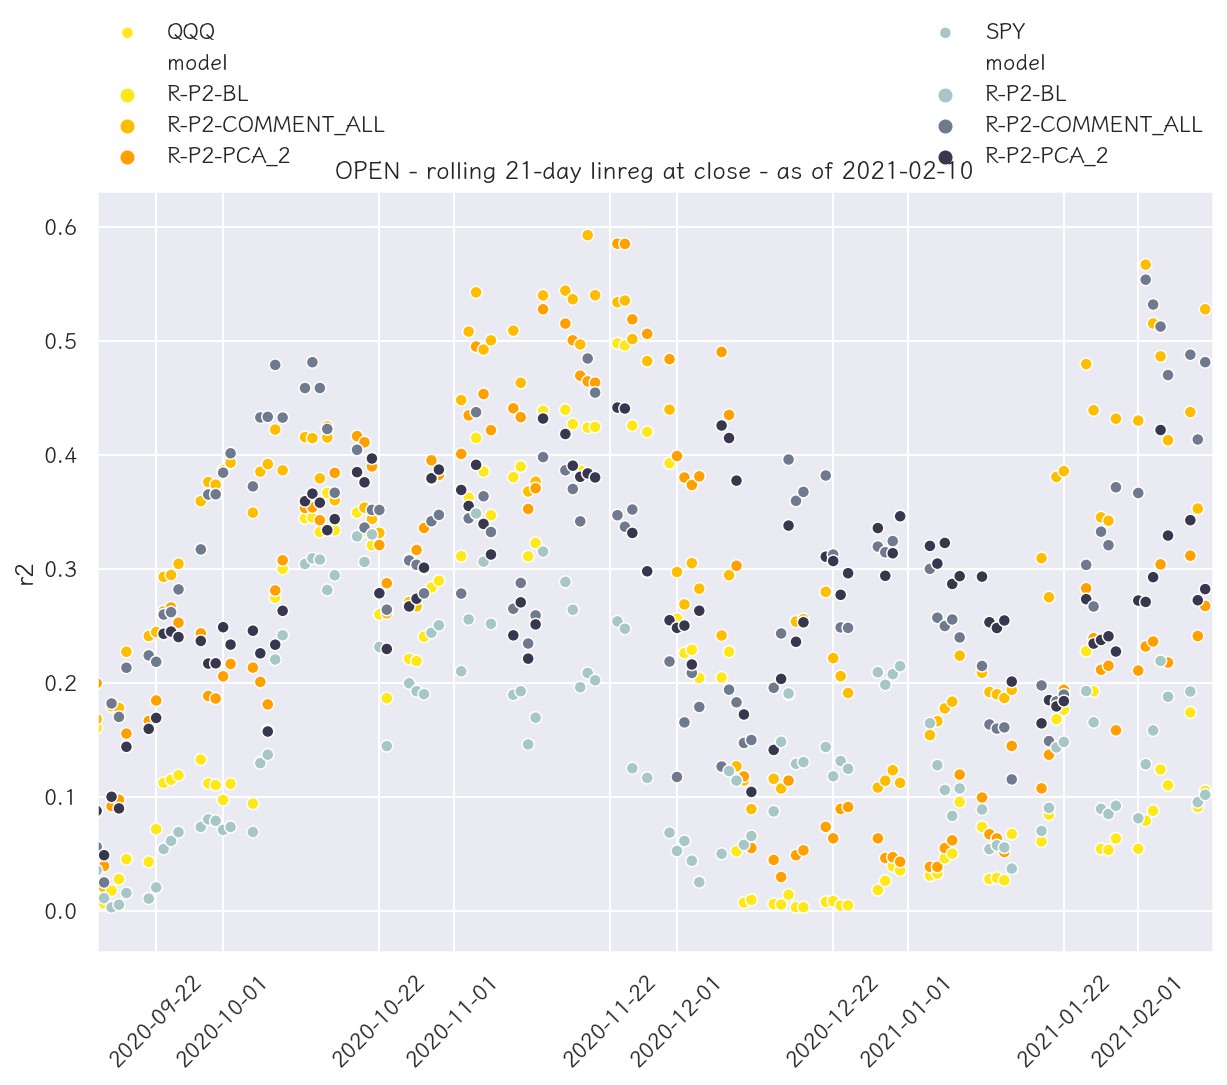 QQQ
model
R-P2-BL
R-P2-COMMENT_ALL
R-P2-PCA_2
SPY
model
R-P2-BL
R-P2-COMMENT_ALL
R-P2-PCA_2
OPEN - rolling 21-day linreg at close - as of 2021-02-10
0.6
0.5
0.4
0.3
0.2
0.1
0.0
r2
2020-09-22
2020-10-01
2020-10-22
2020-11-01
2020-11-22
2020-12-01
2020-12-22
2021-01-01
2021-01-22
2021-02-01